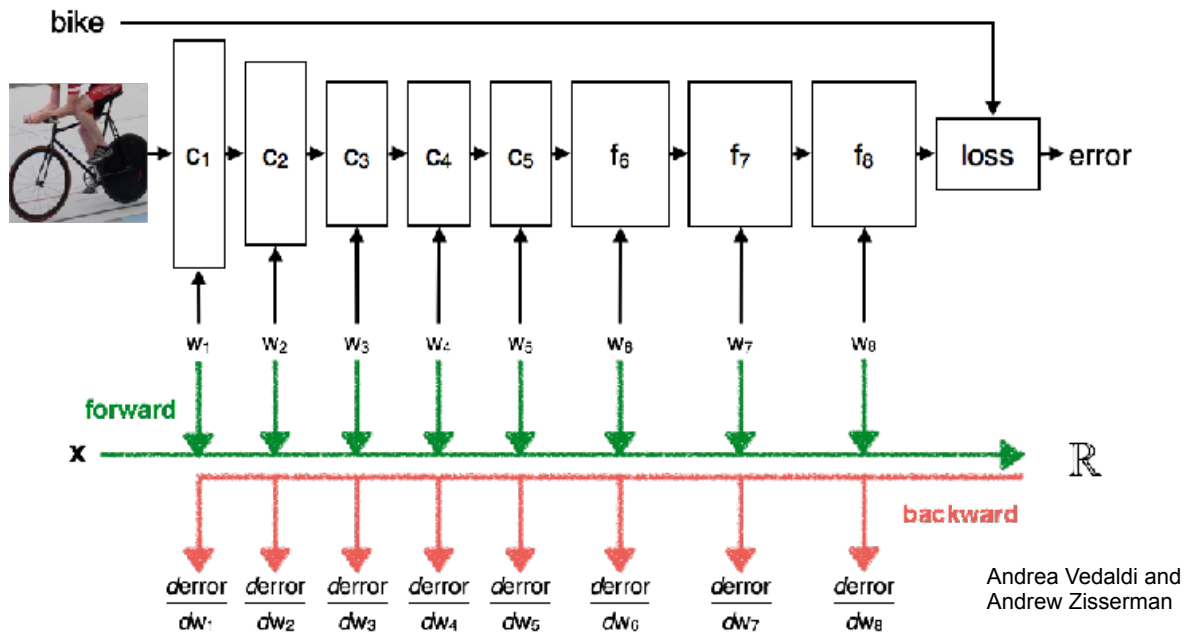 bike
c₁ c₂ c₃ c₄ c₅ f₆ f₇ f₈ loss error
w₁ w₂ w₃ w₄ w₅ w₆ w₇ w₈
forward
x ℝ
backward
derror derror derror derror derror derror derror derror
dw₁ dw₂ dw₃ dw₄ dw₅ dw₆ dw₇ dw₈
Andrea Vedaldi and
Andrew Zisserman